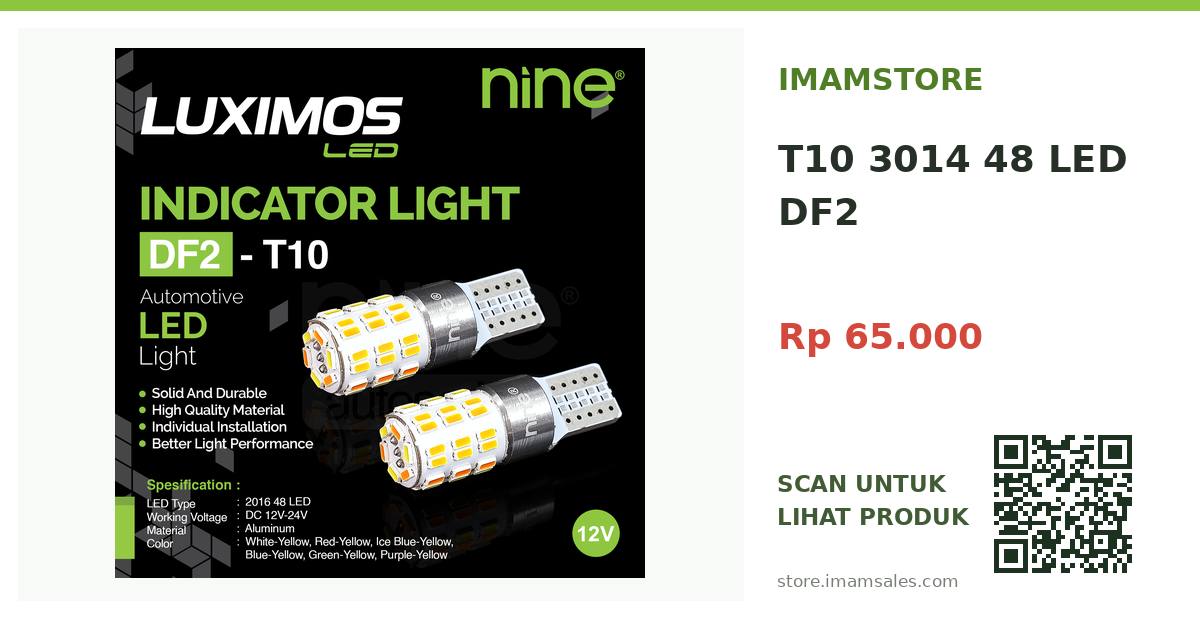 nine®
LUXIMOS
LED
INDICATOR LIGHT
DF2 - T10
Automotive
LED
Light
Solid And Durable
High Quality Material
Individual Installation
Better Light Performance
nine®
nine®
nine®
Spesification :
LED Type : 2016 48 LED
Working Voltage : DC 12V-24V
Material : Aluminum
Color : White-Yellow, Red-Yellow, Ice Blue-Yellow,
Blue-Yellow, Green-Yellow, Purple-Yellow
12V
IMAMSTORE
T10 3014 48 LED
DF2
Rp 65.000
SCAN UNTUK
LIHAT PRODUK
store.imamsales.com